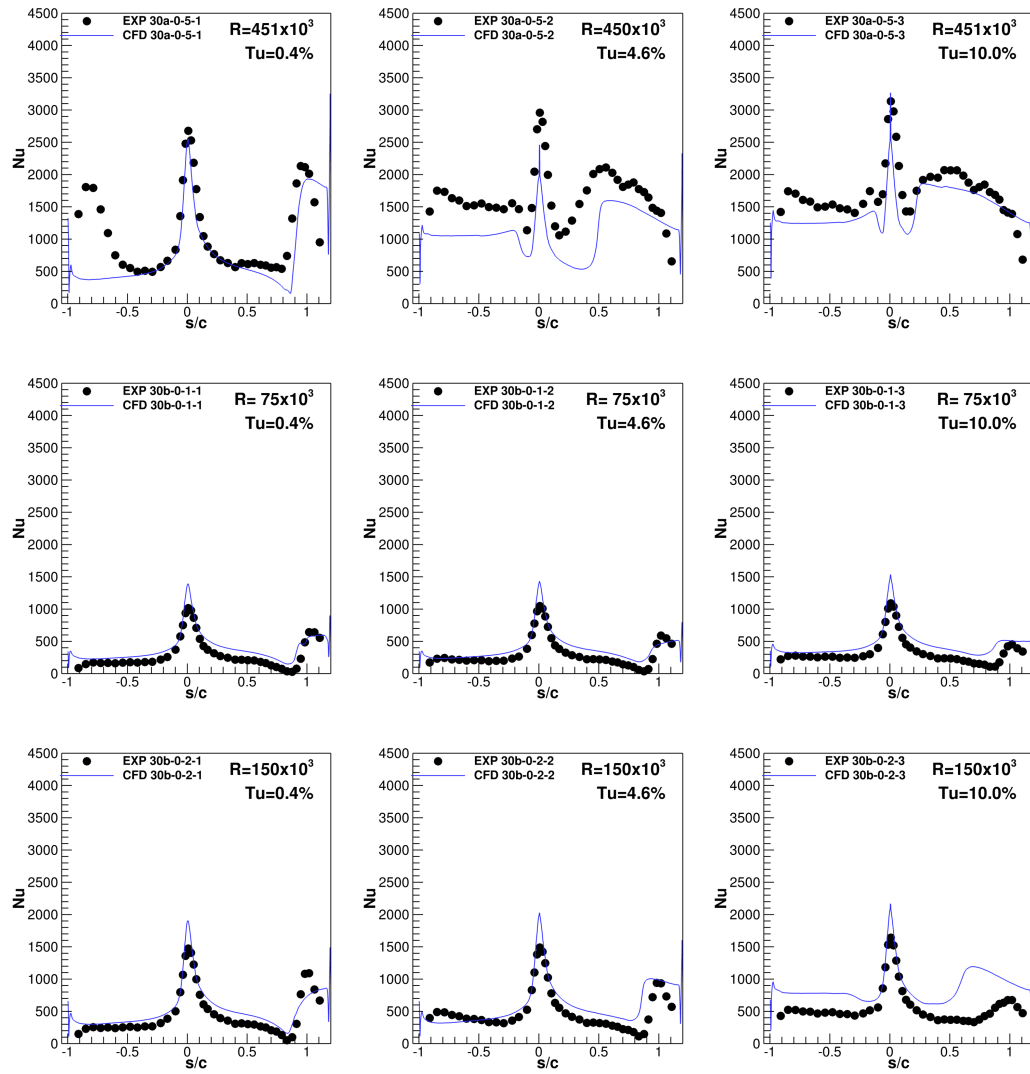 EXP 30a-0-5-1
CFD 30a-0-5-1
R=451x10³
Tu=0.4%
4500
4000
3500
3000
2500
2000
1500
1000
500
0
Nu
-1 -0.5 0 0.5 1
s/c
EXP 30a-0-5-2
CFD 30a-0-5-2
R=450x10³
Tu=4.6%
4500
4000
3500
3000
2500
2000
1500
1000
500
0
Nu
-1 -0.5 0 0.5 1
s/c
EXP 30a-0-5-3
CFD 30a-0-5-3
R=451x10³
Tu=10.0%
4500
4000
3500
3000
2500
2000
1500
1000
500
0
Nu
-1 -0.5 0 0.5 1
s/c
EXP 30b-0-1-1
CFD 30b-0-1-1
R= 75x10³
Tu=0.4%
4500
4000
3500
3000
2500
2000
1500
1000
500
0
Nu
-1 -0.5 0 0.5 1
s/c
EXP 30b-0-1-2
CFD 30b-0-1-2
R= 75x10³
Tu=4.6%
4500
4000
3500
3000
2500
2000
1500
1000
500
0
Nu
-1 -0.5 0 0.5 1
s/c
EXP 30b-0-1-3
CFD 30b-0-1-3
R= 75x10³
Tu=10.0%
4500
4000
3500
3000
2500
2000
1500
1000
500
0
Nu
-1 -0.5 0 0.5 1
s/c
EXP 30b-0-2-1
CFD 30b-0-2-1
R=150x10³
Tu=0.4%
4500
4000
3500
3000
2500
2000
1500
1000
500
0
Nu
-1 -0.5 0 0.5 1
s/c
EXP 30b-0-2-2
CFD 30b-0-2-2
R=150x10³
Tu=4.6%
4500
4000
3500
3000
2500
2000
1500
1000
500
0
Nu
-1 -0.5 0 0.5 1
s/c
EXP 30b-0-2-3
CFD 30b-0-2-3
R=150x10³
Tu=10.0%
4500
4000
3500
3000
2500
2000
1500
1000
500
0
Nu
-1 -0.5 0 0.5 1
s/c